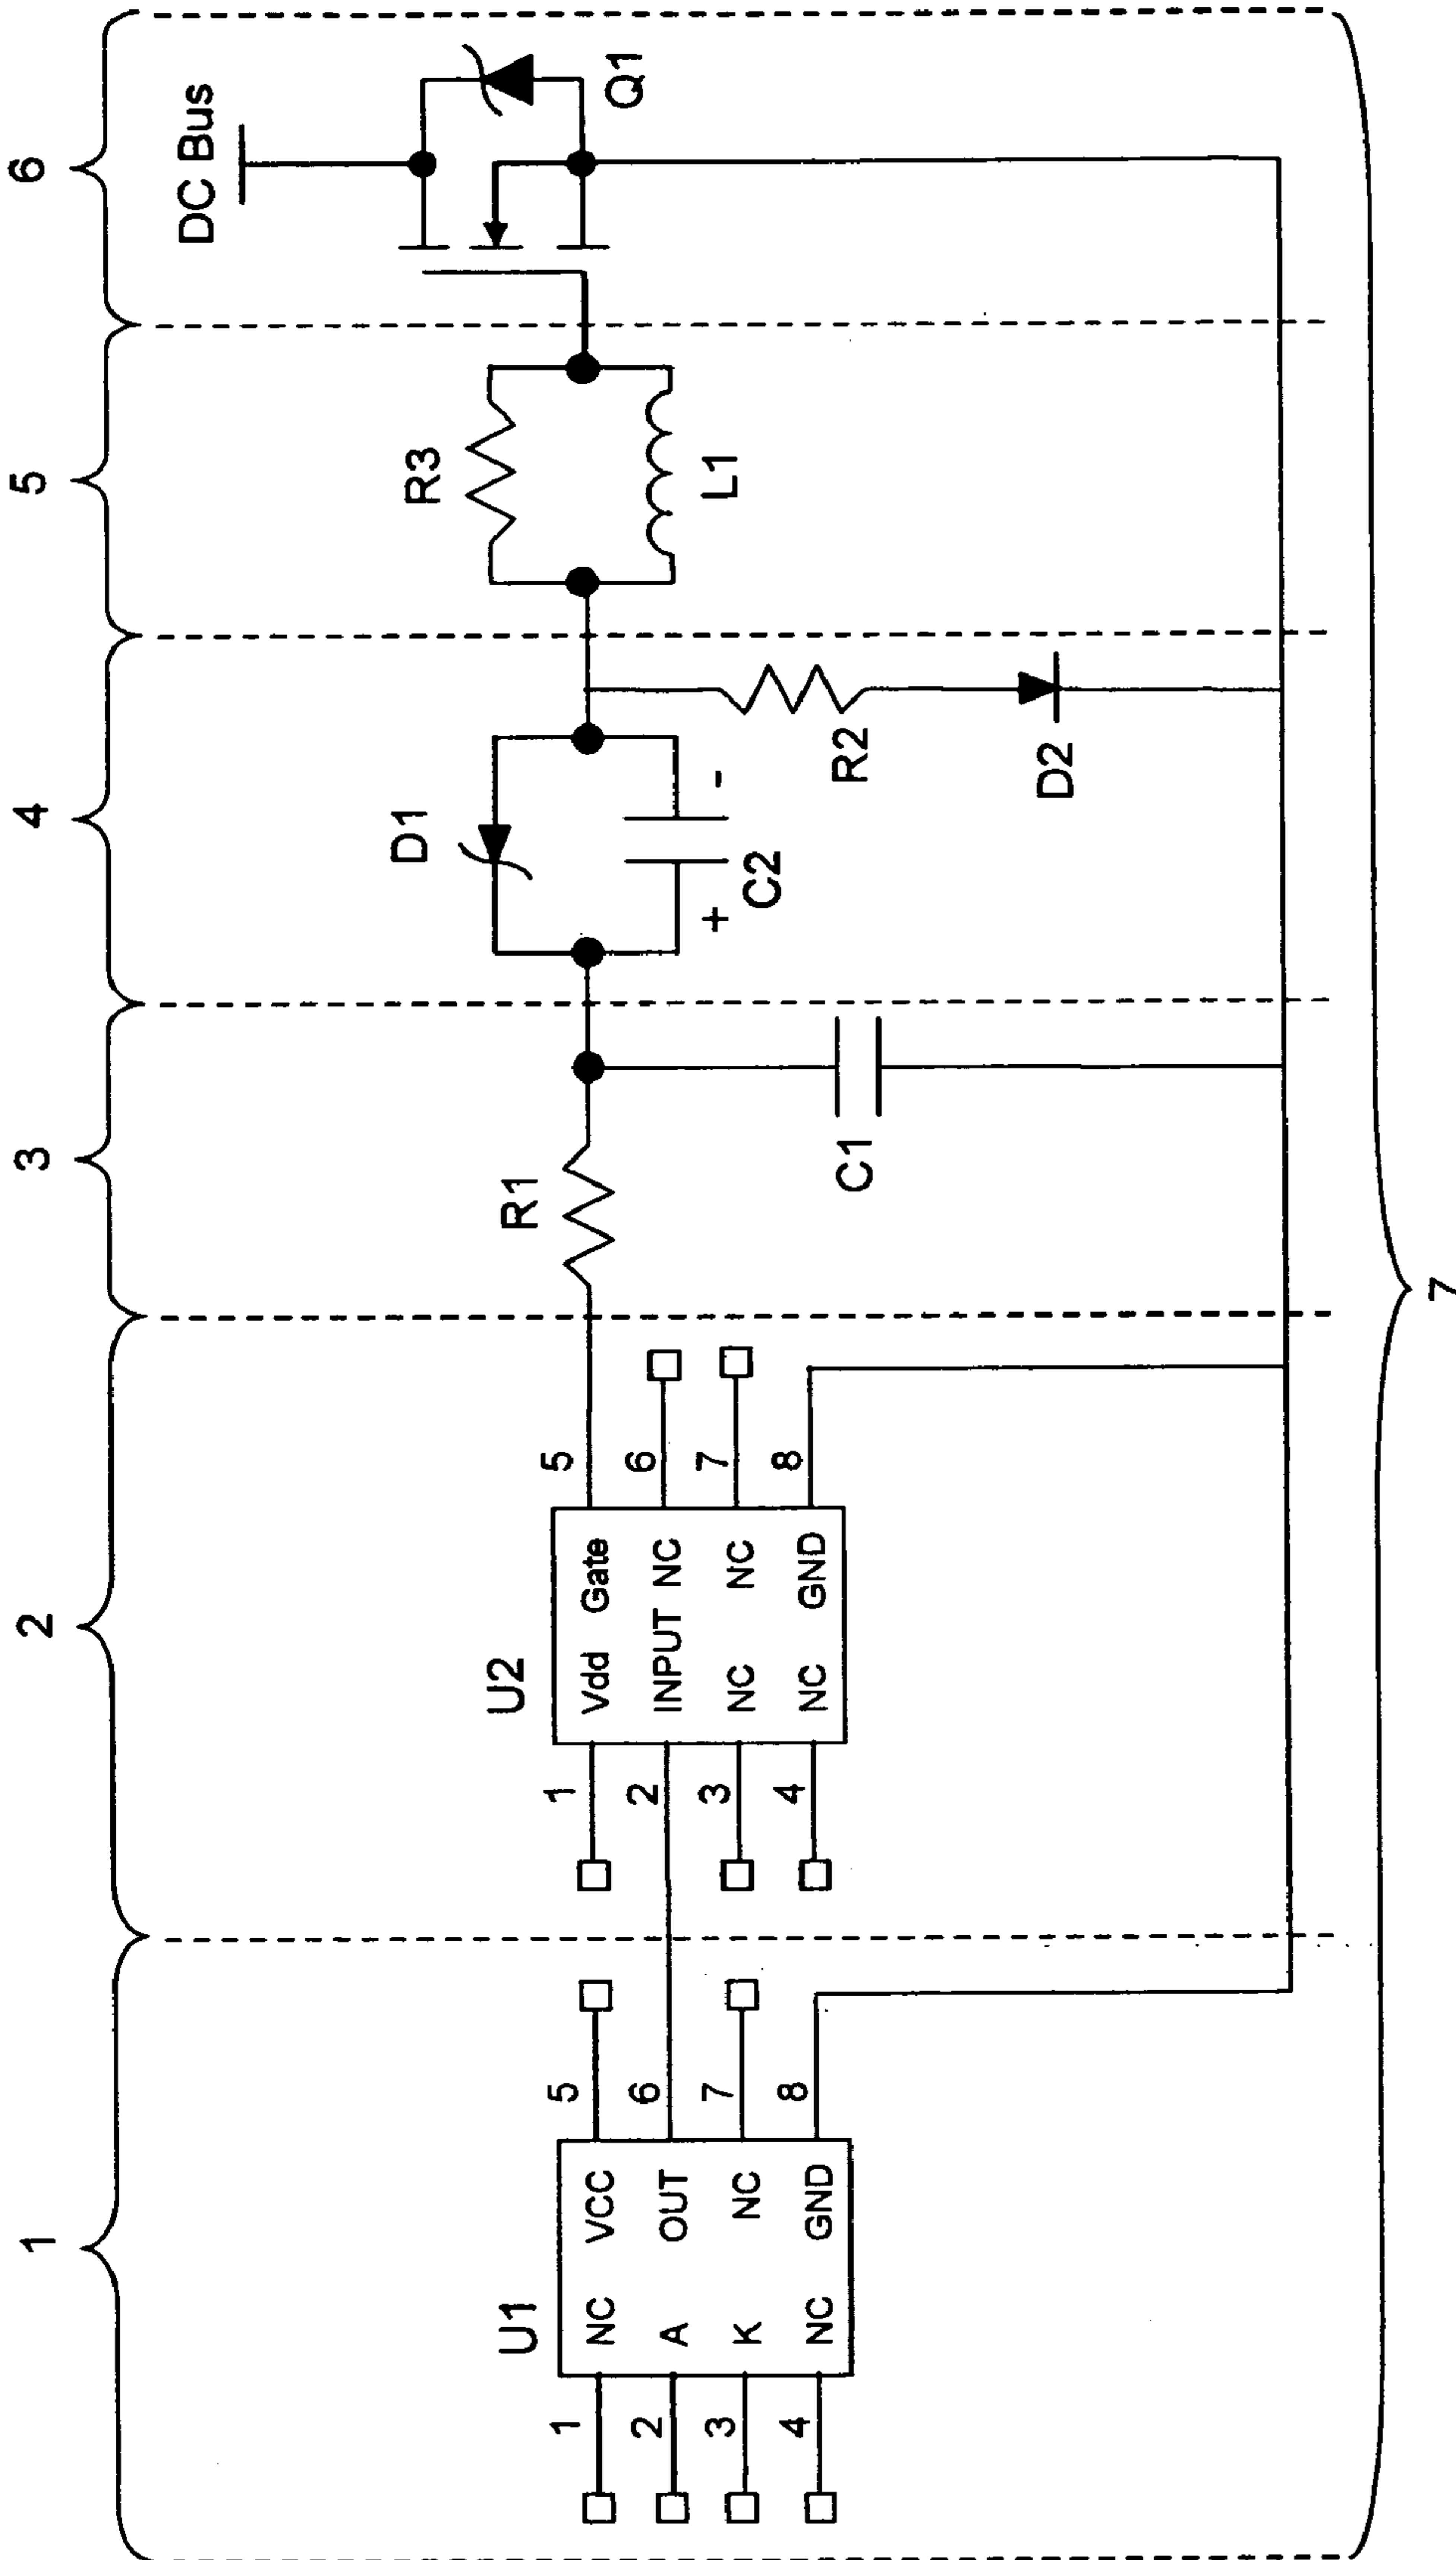 1
2
3
4
5
6
U1
NC VCC
A OUT
K NC
NC GND
1
2
3
4
5
6
7
8
U2
Vdd Gate
INPUT NC
NC NC
NC GND
1
2
3
4
5
6
7
8
R1
C1
D1
+
-
C2
R2
D2
R3
L1
DC Bus
Q1
7